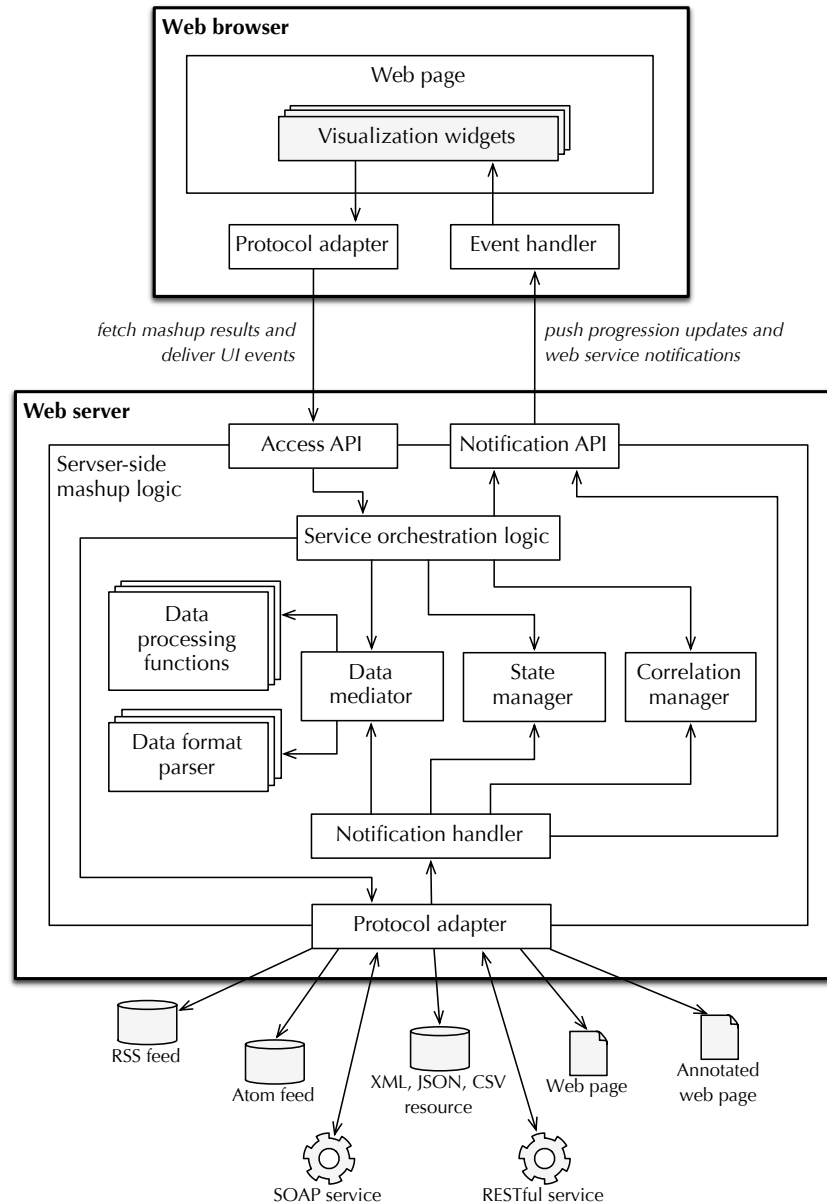 Web browser
Web page
Visualization widgets
Protocol adapter
Event handler
fetch mashup results and
deliver UI events
push progression updates and
web service notifications
Web server
Access API
Notification API
Servser-side
mashup logic
Service orchestration logic
Data
processing
functions
Data
mediator
State
manager
Correlation
manager
Data format
parser
Notification handler
Protocol adapter
RSS feed
Atom feed
XML, JSON, CSV
resource
Web page
Annotated
web page
SOAP service
RESTful service